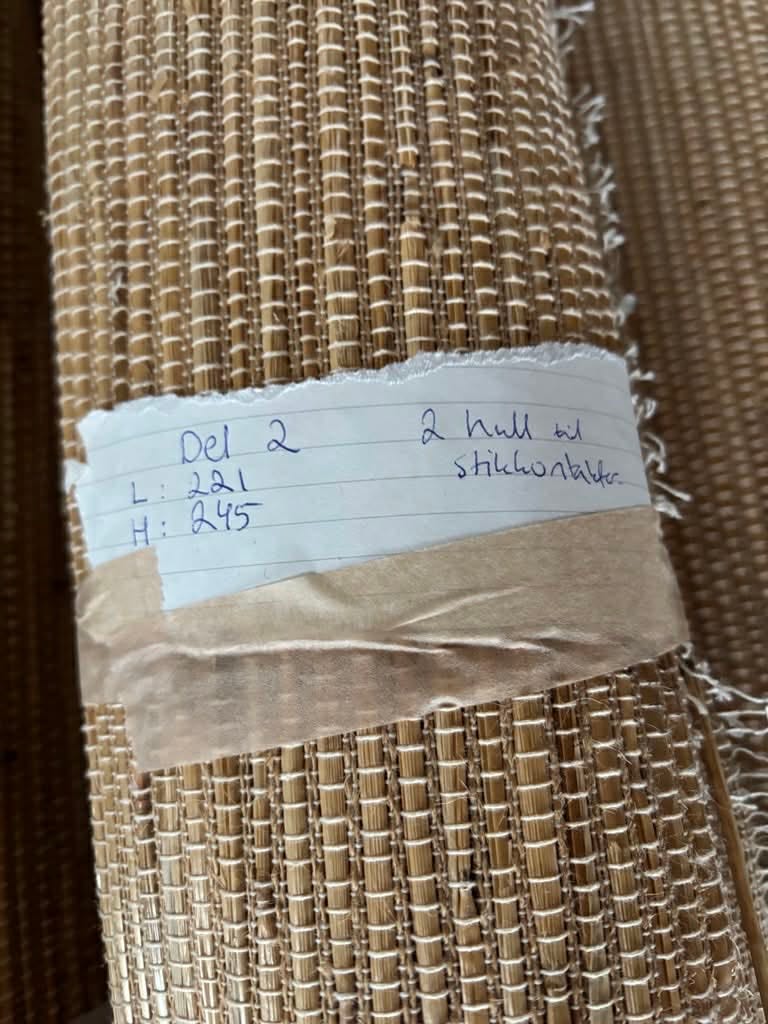 Del 2
L: 221
H: 245
2 hull til
stikkontakter